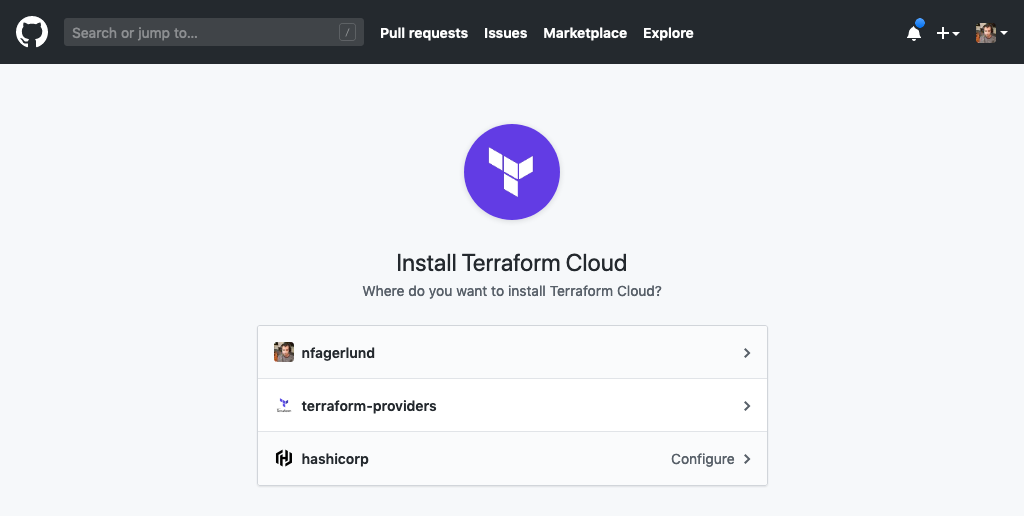 Search or jump to... / Pull requests Issues Marketplace Explore
Install Terraform Cloud
Where do you want to install Terraform Cloud?
nfagerlund
terraform-providers
hashicorp Configure